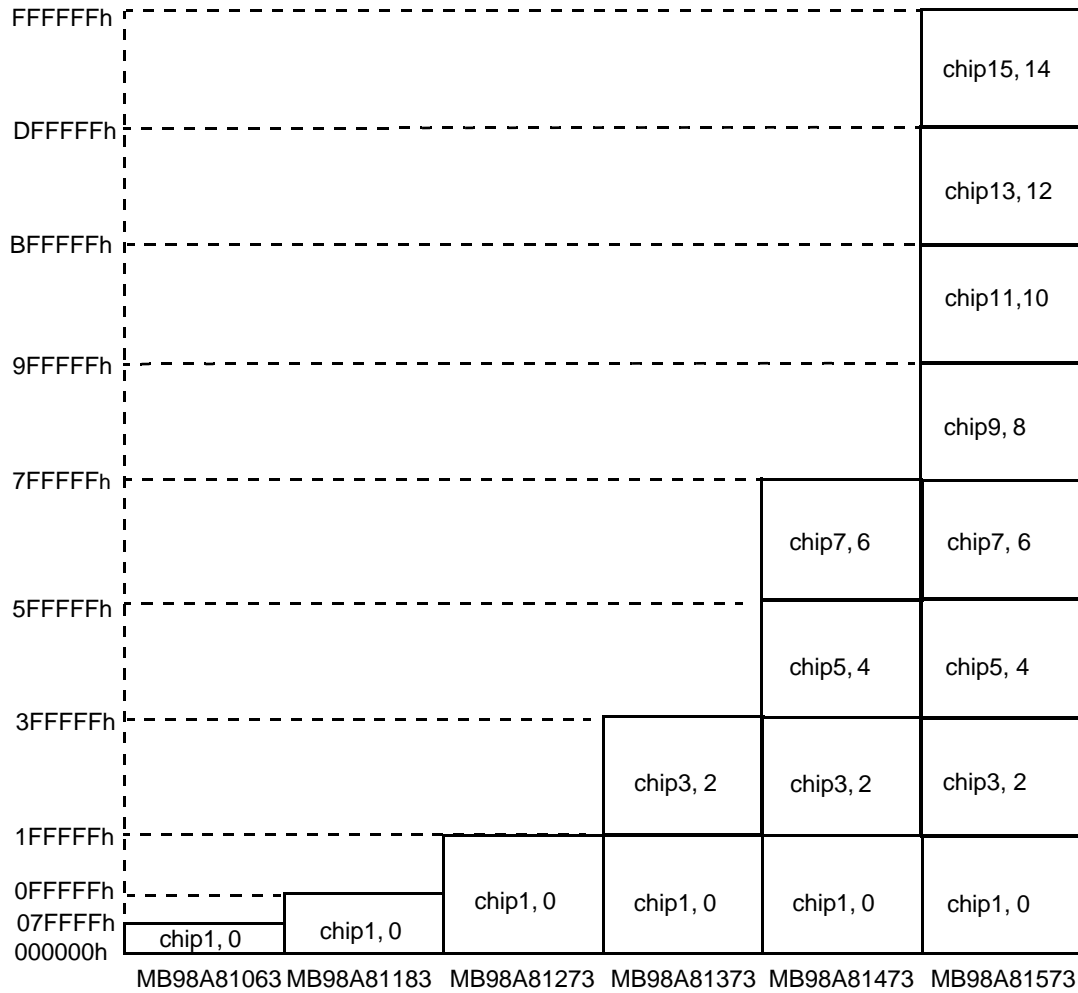 FFFFFFh
chip15, 14
DFFFFFh
chip13, 12
BFFFFFh
chip11,10
9FFFFFh
chip9, 8
7FFFFFh
chip7, 6
chip7, 6
5FFFFFh
chip5, 4
chip5, 4
3FFFFFh
chip3, 2
chip3, 2
chip3, 2
1FFFFFh
0FFFFFh
chip1, 0
chip1, 0
chip1, 0
chip1, 0
07FFFFh
chip1, 0
chip1, 0
000000h
MB98A81063 MB98A81183 MB98A81273 MB98A81373 MB98A81473 MB98A81573